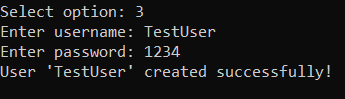 Select option: 3
Enter username: TestUser
Enter password: 1234
User 'TestUser' created successfully!